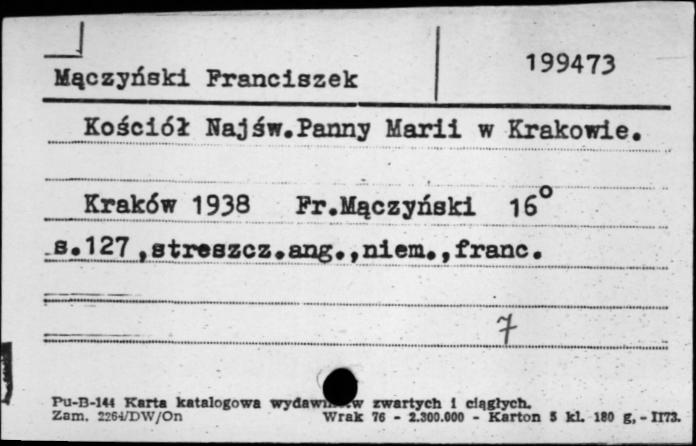 Mączyński Franciszek 199473
Kościół Najśw.Panny Marii w Krakowie.
Kraków 1938 Fr.Mączyński 16°
s.127,streszcz.ang.,niem.,franc.
7
Pu-B-144 Karta katalogowa zwartych i ciągłych.
Zam. 2264/DW/On Wrak 76 - 2.300.000 - Karton 5 kl. 180 g. - II73.